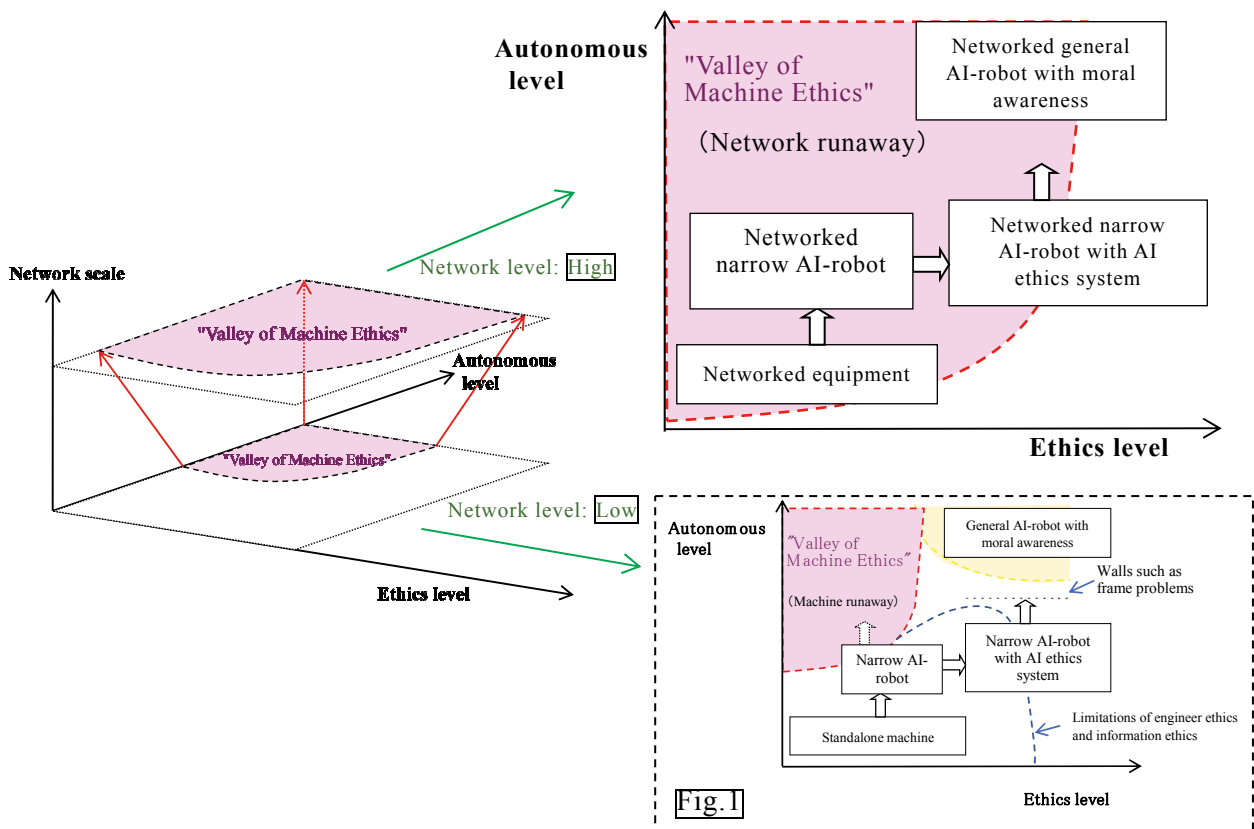 Network scale
"Valley of Machine Ethics"
Autonomous
level
"Valley of Machine Ethics"
Ethics level
Network level: High
Network level: Low
Autonomous
level
"Valley of
Machine Ethics"
（Network runaway）
Networked general
AI-robot with moral
awareness
Networked
narrow AI-robot
Networked narrow
AI-robot with AI
ethics system
Networked equipment
Ethics level
Autonomous
level
"Valley of
Machine Ethics"
（Machine runaway）
General AI-robot with
moral awareness
Walls such as
frame problems
Narrow AI-
robot
Narrow AI-robot
with AI ethics
system
Standalone machine
Limitations of engineer ethics
and information ethics
Fig.1
Ethics level